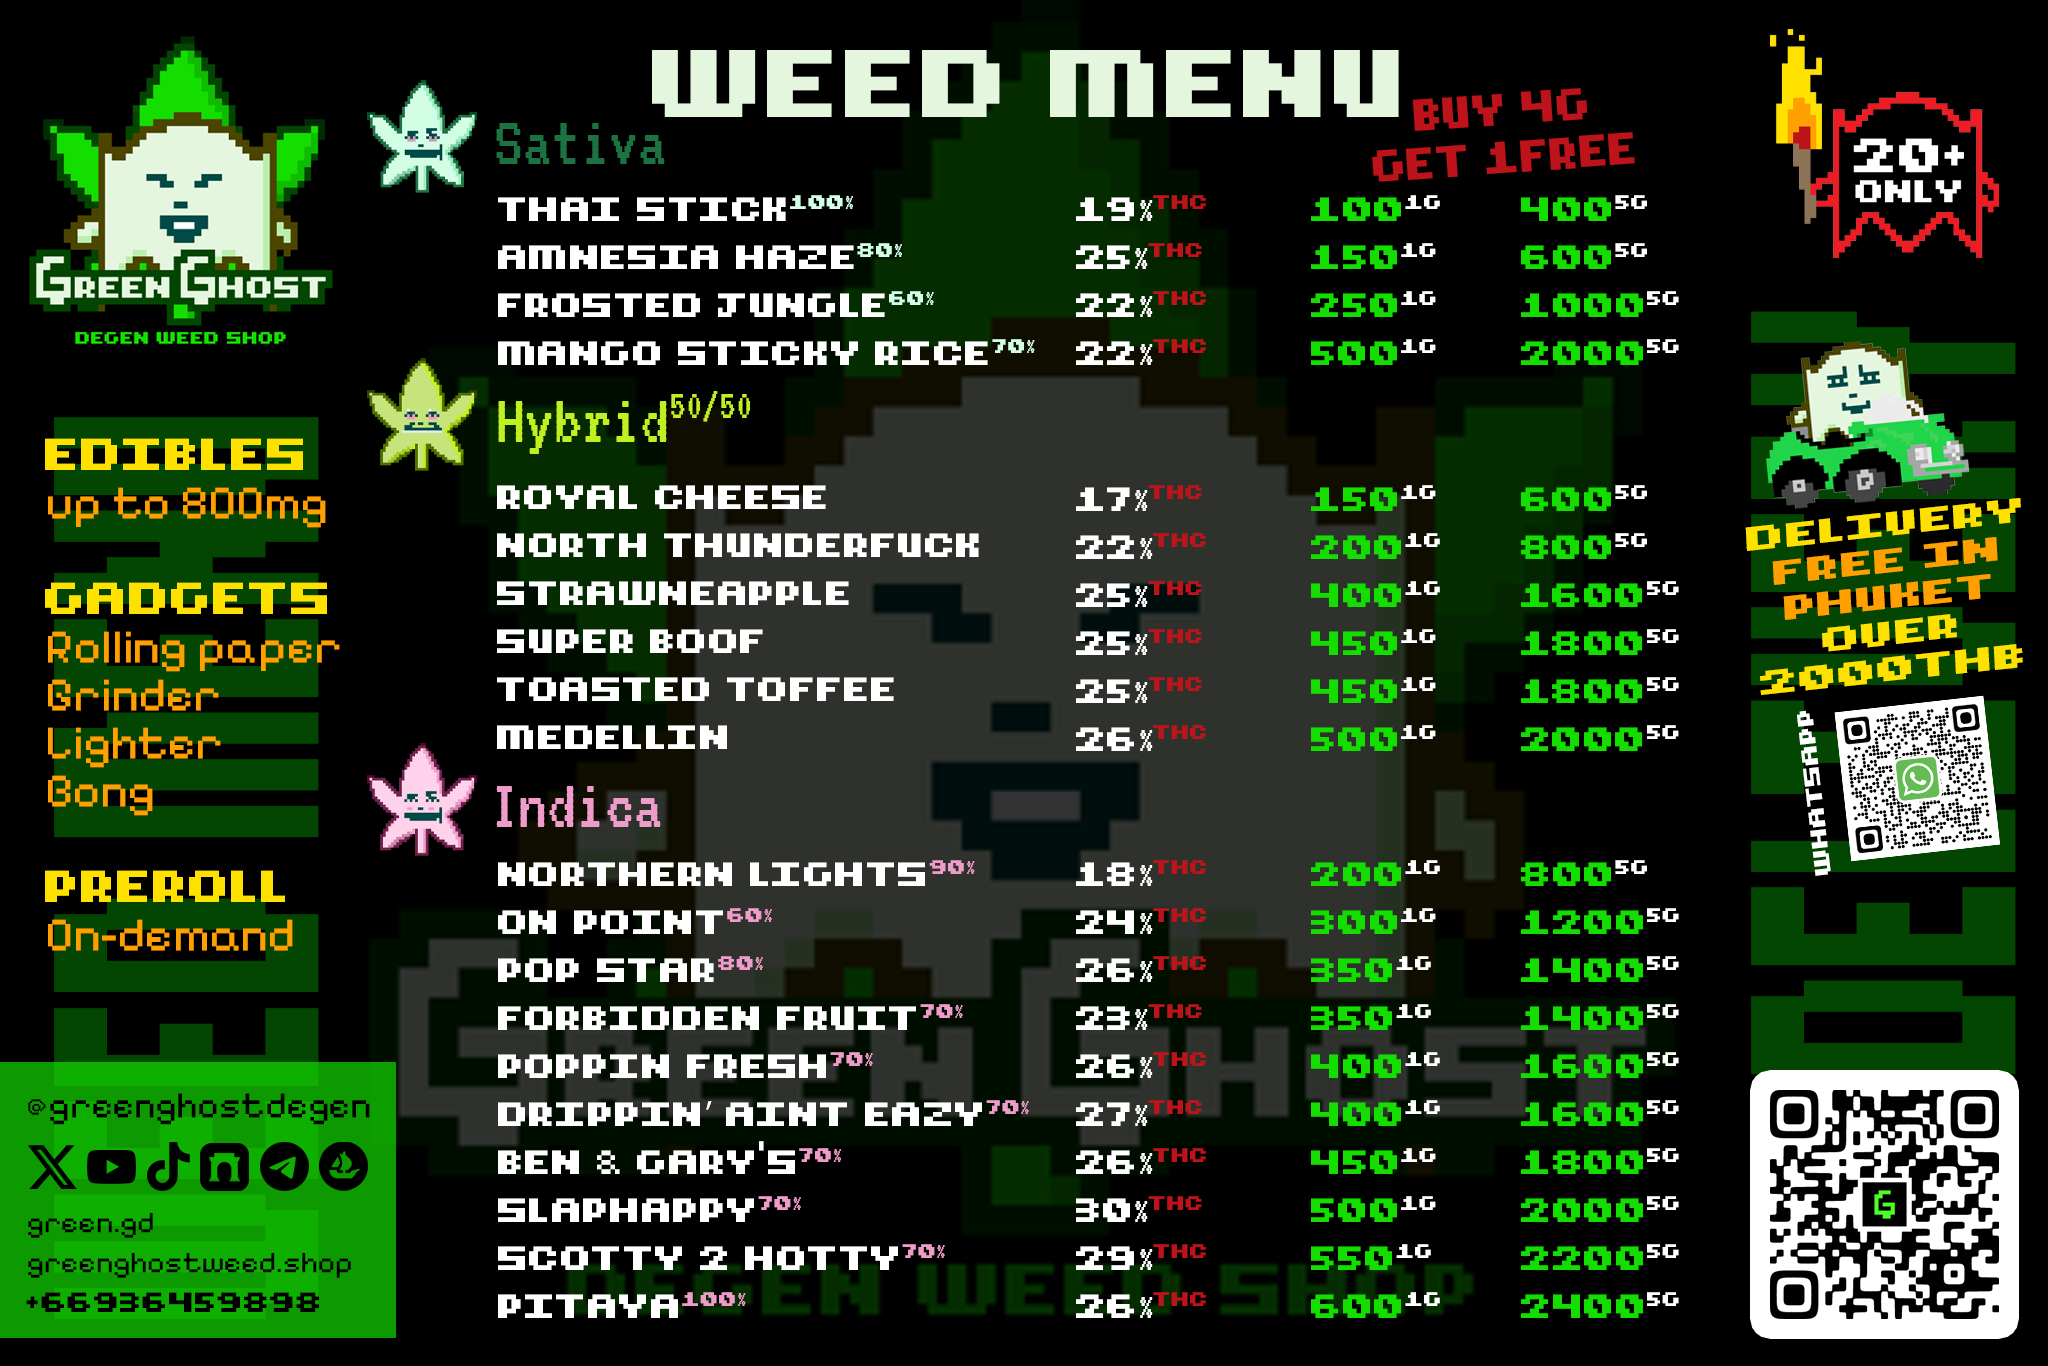 WEED MENU
BUY 4G
GET 1FREE
20+
ONLY
GREEN GHOST
DEGEN WEED SHOP
Sativa
THAI STICK100% 19%THC 1001G 4005G
AMNESIA HAZE80% 25%THC 1501G 6005G
FROSTED JUNGLE60% 22%THC 2501G 10005G
MANGO STICKY RICE70% 22%THC 5001G 20005G
Hybrid50/50
ROYAL CHEESE 17%THC 1501G 6005G
NORTH THUNDERFUCK 22%THC 2001G 8005G
STRAWNEAPPLE 25%THC 4001G 16005G
SUPER BOOF 25%THC 4501G 18005G
TOASTED TOFFEE 25%THC 4501G 18005G
MEDELLIN 26%THC 5001G 20005G
Indica
NORTHERN LIGHTS90% 18%THC 2001G 8005G
ON POINT60% 24%THC 3001G 12005G
POP STAR80% 26%THC 3501G 14005G
FORBIDDEN FRUIT70% 23%THC 3501G 14005G
POPPIN FRESH70% 26%THC 4001G 16005G
DRIPPIN' AINT EAZY70% 27%THC 4001G 16005G
BEN & GARY'S70% 26%THC 4501G 18005G
SLAPHAPPY70% 30%THC 5001G 20005G
SCOTTY 2 HOTTY70% 29%THC 5501G 22005G
PITAYA100% 26%THC 6001G 24005G
GREEN GHOST
DEGEN WEED SHOP
EDIBLES
up to 800mg
GADGETS
Rolling paper
Grinder
Lighter
Bong
PREROLL
On-demand
@greenghostdegen
green.gd
greenghostweed.shop
+66936459898
DELIVERY
FREE IN
PHUKET
OVER
2000THB
WHATSAPP
G